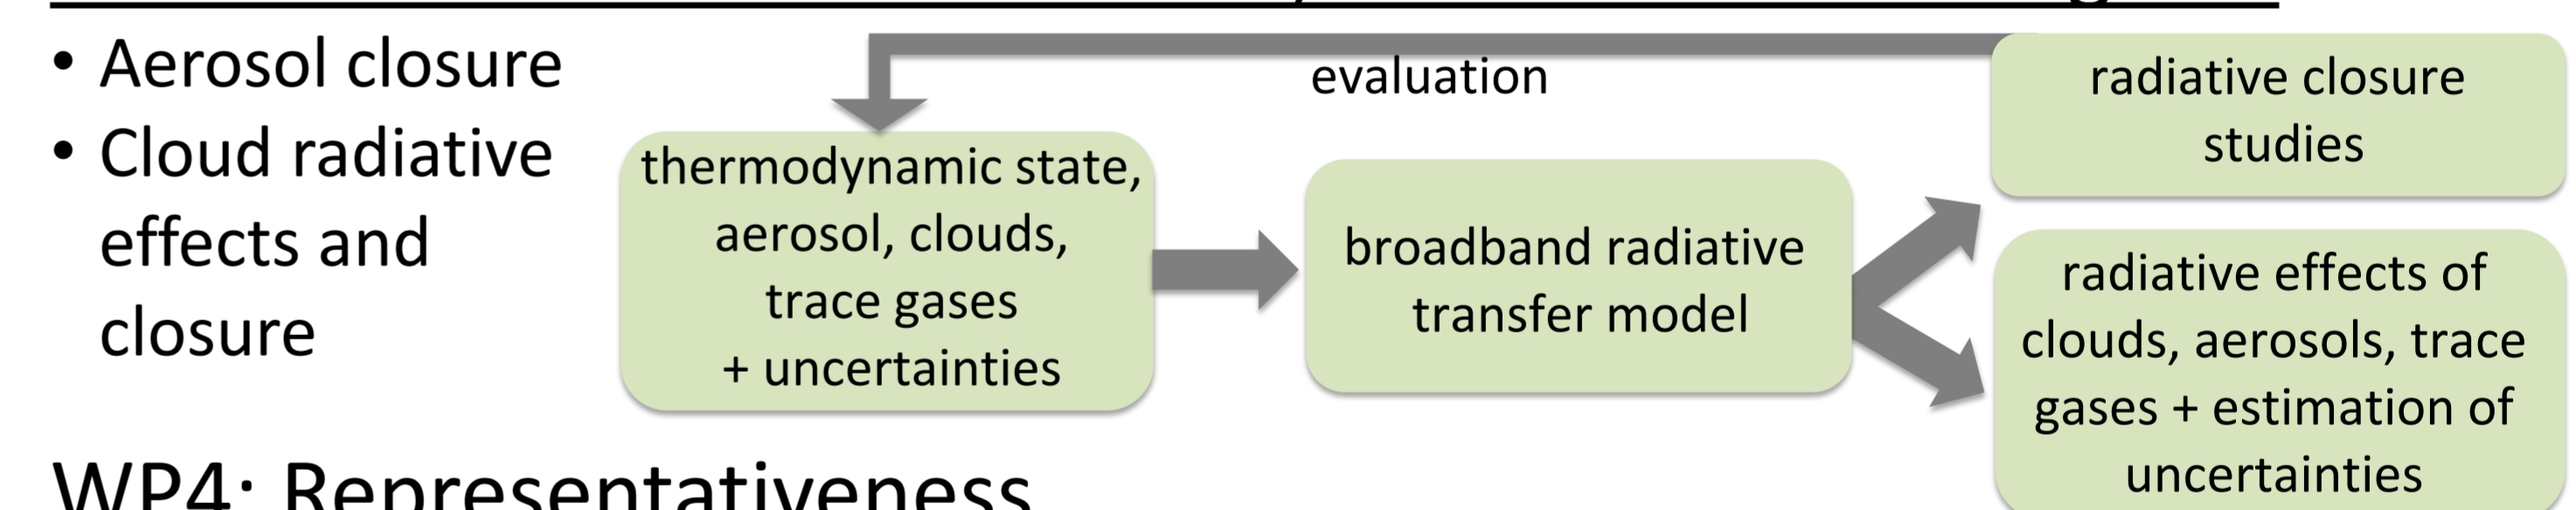 • Aerosol closure
• Cloud radiative
effects and
closure
evaluation
thermodynamic state,
aerosol, clouds,
trace gases
+ uncertainties
broadband radiative
transfer model
radiative closure
studies
radiative effects of
clouds, aerosols, trace
gases + estimation of
uncertainties
WP4: Representativeness